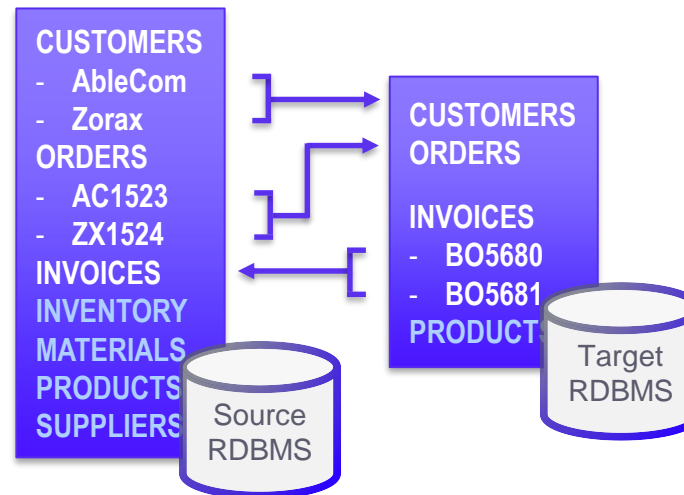 CUSTOMERS
- AbleCom
- Zorax
ORDERS
- AC1523
- ZX1524
INVOICES
INVENTORY
MATERIALS
PRODUCTS
SUPPLIERS
Source
RDBMS
CUSTOMERS
ORDERS
INVOICES
- BO5680
- BO5681
PRODUCTS
Target
RDBMS